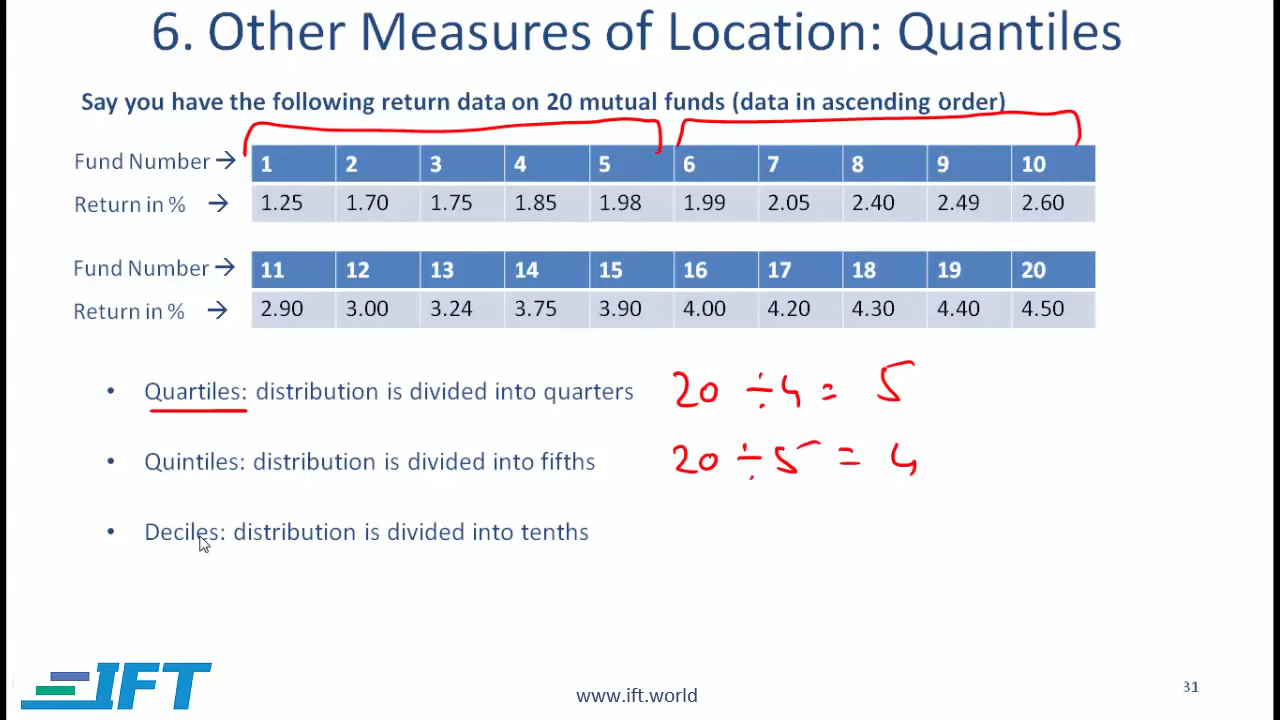 6. Other Measures of Location: Quantiles
Say you have the following return data on 20 mutual funds (data in ascending order)
Fund Number → 1 2 3 4 5 6 7 8 9 10
Return in % → 1.25 1.70 1.75 1.85 1.98 1.99 2.05 2.40 2.49 2.60
Fund Number → 11 12 13 14 15 16 17 18 19 20
Return in % → 2.90 3.00 3.24 3.75 3.90 4.00 4.20 4.30 4.40 4.50
• Quartiles: distribution is divided into quarters 20 ÷ 4 = 5
• Quintiles: distribution is divided into fifths 20 ÷ 5 = 4
• Deciles: distribution is divided into tenths
IFT
www.ift.world
31